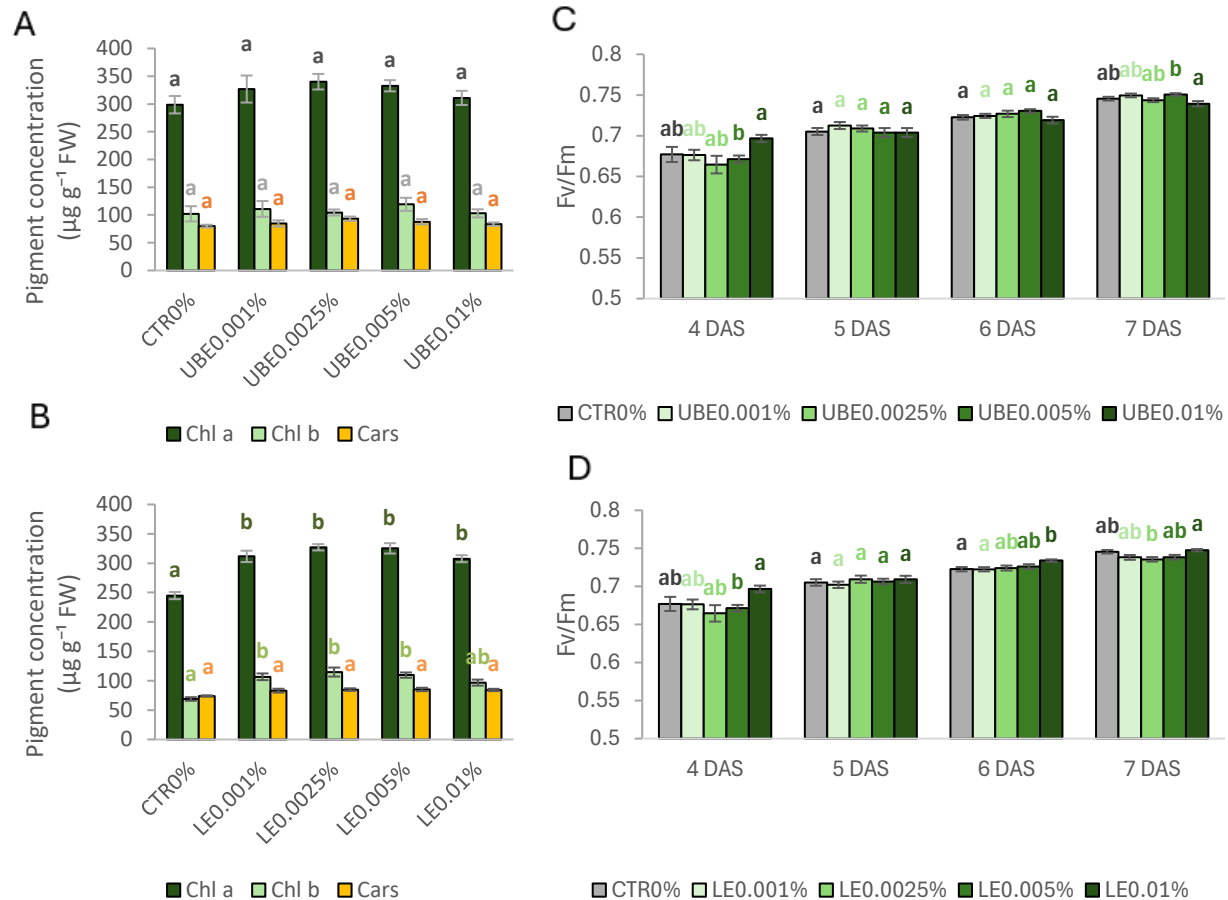 A
Pigment concentration
(µg g⁻¹ FW)
400
350
300
250
200
150
100
50
0
a a a a a
a a a a a
a a a a a
CTR0% UBE0.001% UBE0.0025% UBE0.005% UBE0.01%
Chl a Chl b Cars
B
Pigment concentration
(µg g⁻¹ FW)
400
350
300
250
200
150
100
50
0
a b b b b
a b b b ab
a a a a a
CTR0% LE0.001% LE0.0025% LE0.005% LE0.01%
Chl a Chl b Cars
C
Fv/Fm
0.8
0.75
0.7
0.65
0.6
0.55
0.5
ab ab ab b a
a a a a a
a a a a a
ab ab ab b a
4 DAS 5 DAS 6 DAS 7 DAS
CTR0% UBE0.001% UBE0.0025% UBE0.005% UBE0.01%
D
Fv/Fm
0.8
0.75
0.7
0.65
0.6
0.55
0.5
ab ab ab b a
a a a a a
a a ab ab b
ab ab b ab a
4 DAS 5 DAS 6 DAS 7 DAS
CTR0% LE0.001% LE0.0025% LE0.005% LE0.01%